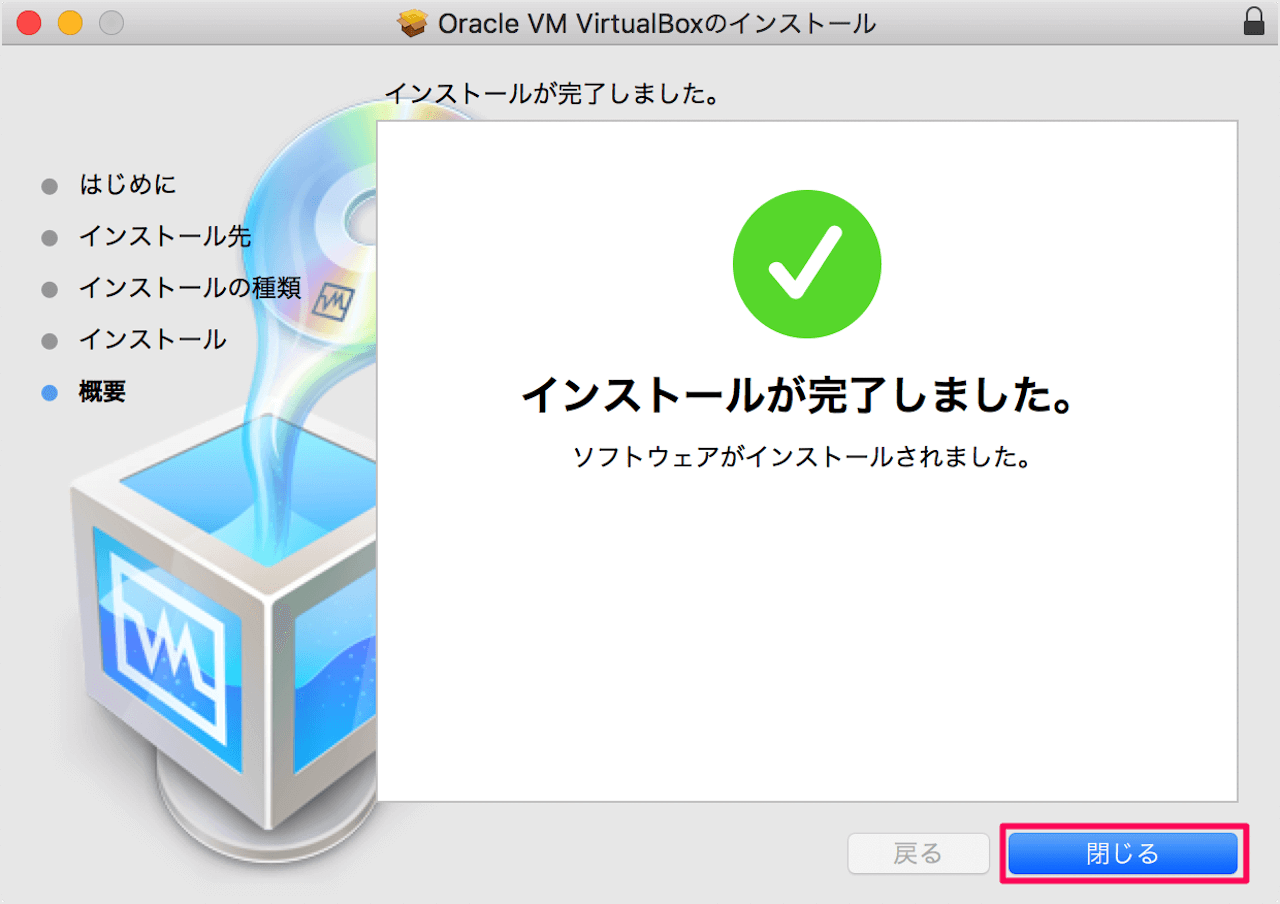 Oracle VM VirtualBoxのインストール
インストールが完了しました。
はじめに
インストール先
インストールの種類
インストール
概要
インストールが完了しました。
ソフトウェアがインストールされました。
戻る
閉じる